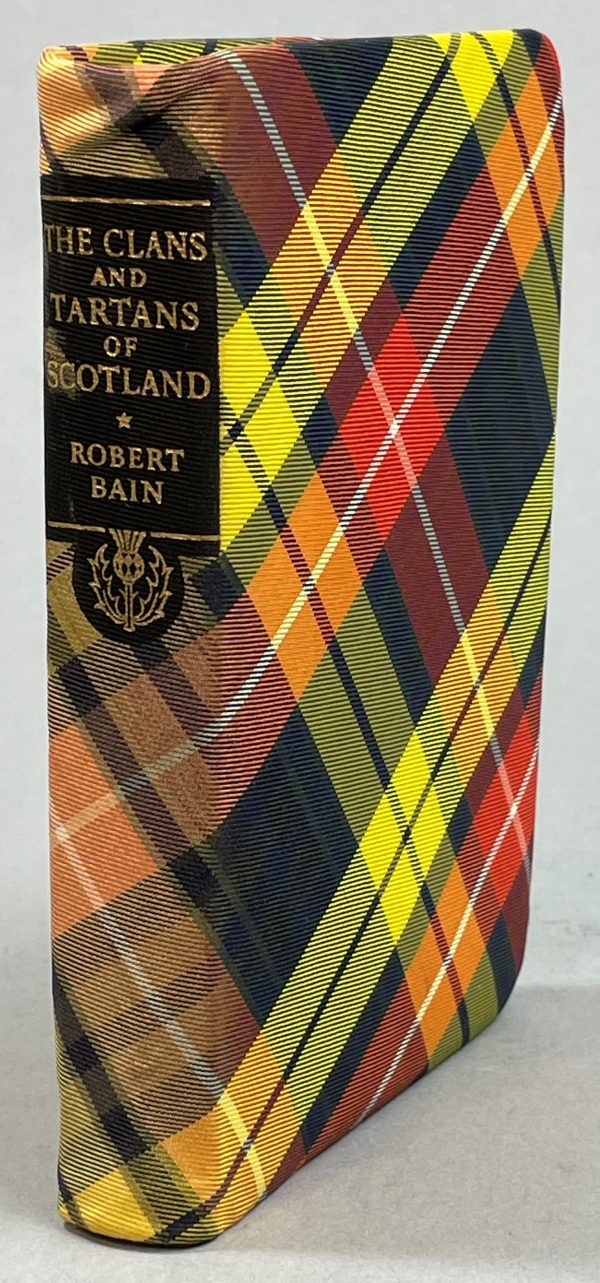 THE CLANS
AND
TARTANS
OF
SCOTLAND
ROBERT
BAIN